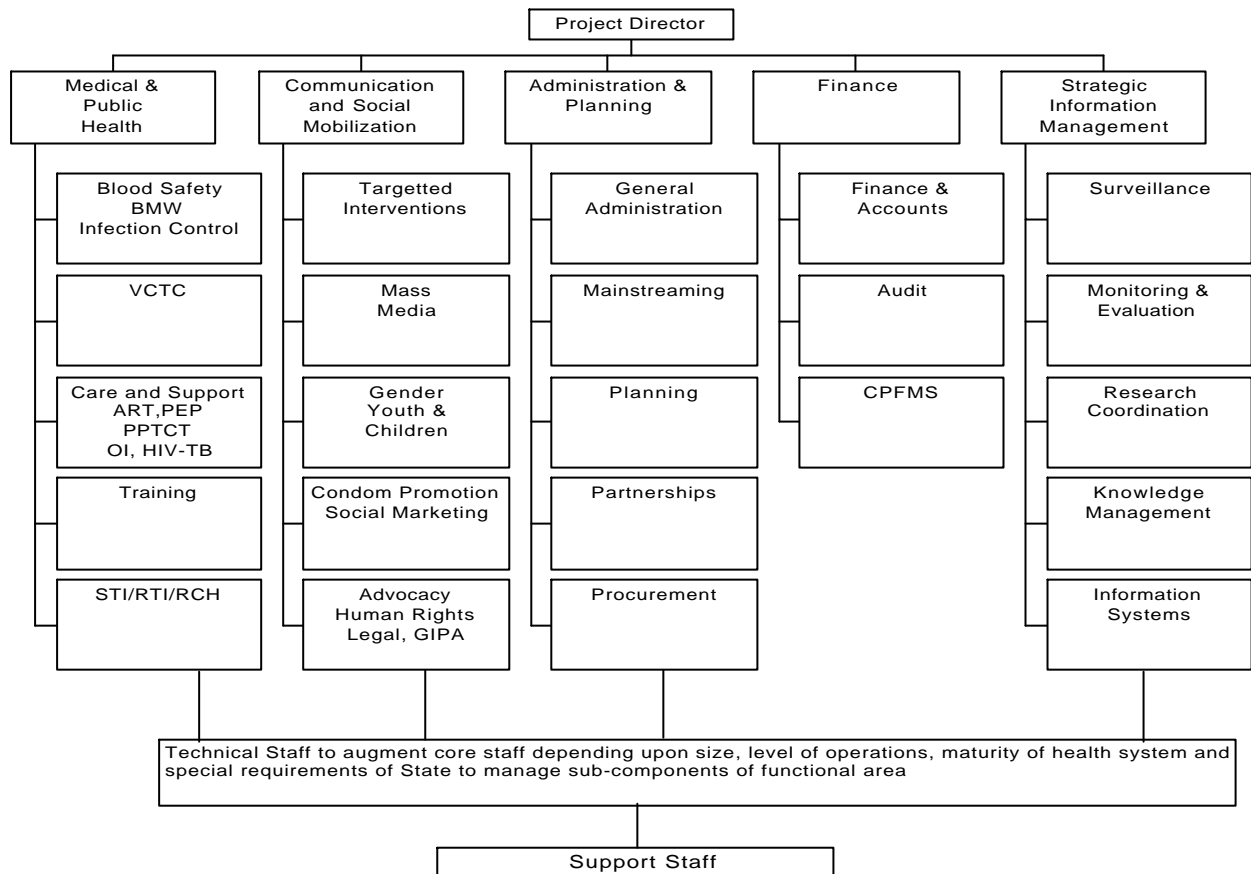 Project Director
Medical &
Public
Health
Communication
and Social
Mobilization
Administration &
Planning
Finance
Strategic
Information
Management
Blood Safety
BMW
Infection Control
VCTC
Care and Support
ART,PEP
PPTCT
OI, HIV-TB
Training
STI/RTI/RCH
Targetted
Interventions
Mass
Media
Gender
Youth &
Children
Condom Promotion
Social Marketing
Advocacy
Human Rights
Legal, GIPA
General
Administration
Mainstreaming
Planning
Partnerships
Procurement
Finance &
Accounts
Audit
CPFMS
Surveillance
Monitoring &
Evaluation
Research
Coordination
Knowledge
Management
Information
Systems
Technical Staff to augment core staff depending upon size, level of operations, maturity of health system and
special requirements of State to manage sub-components of functional area
Support Staff